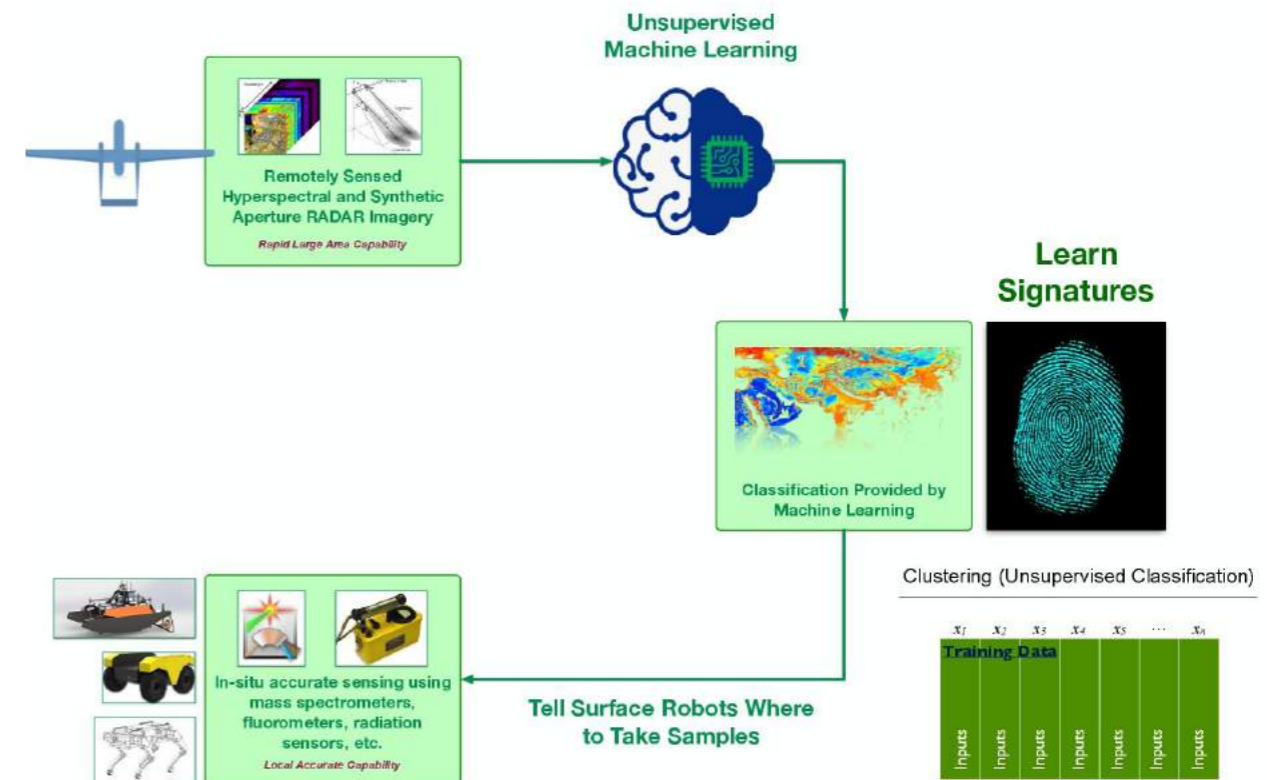 Unsupervised
Machine Learning
Remotely Sensed
Hyperspectral and Synthetic
Aperture RADAR Imagery
Rapid Large Area Capability
Learn
Signatures
Classification Provided by
Machine Learning
Clustering (Unsupervised Classification)
x1 x2 x3 x4 x5 ... xn
Training Data
Inputs Inputs Inputs Inputs Inputs Inputs Inputs
In-situ accurate sensing using
mass spectrometers,
fluorometers, radiation
sensors, etc.
Local Accurate Capability
Tell Surface Robots Where
to Take Samples